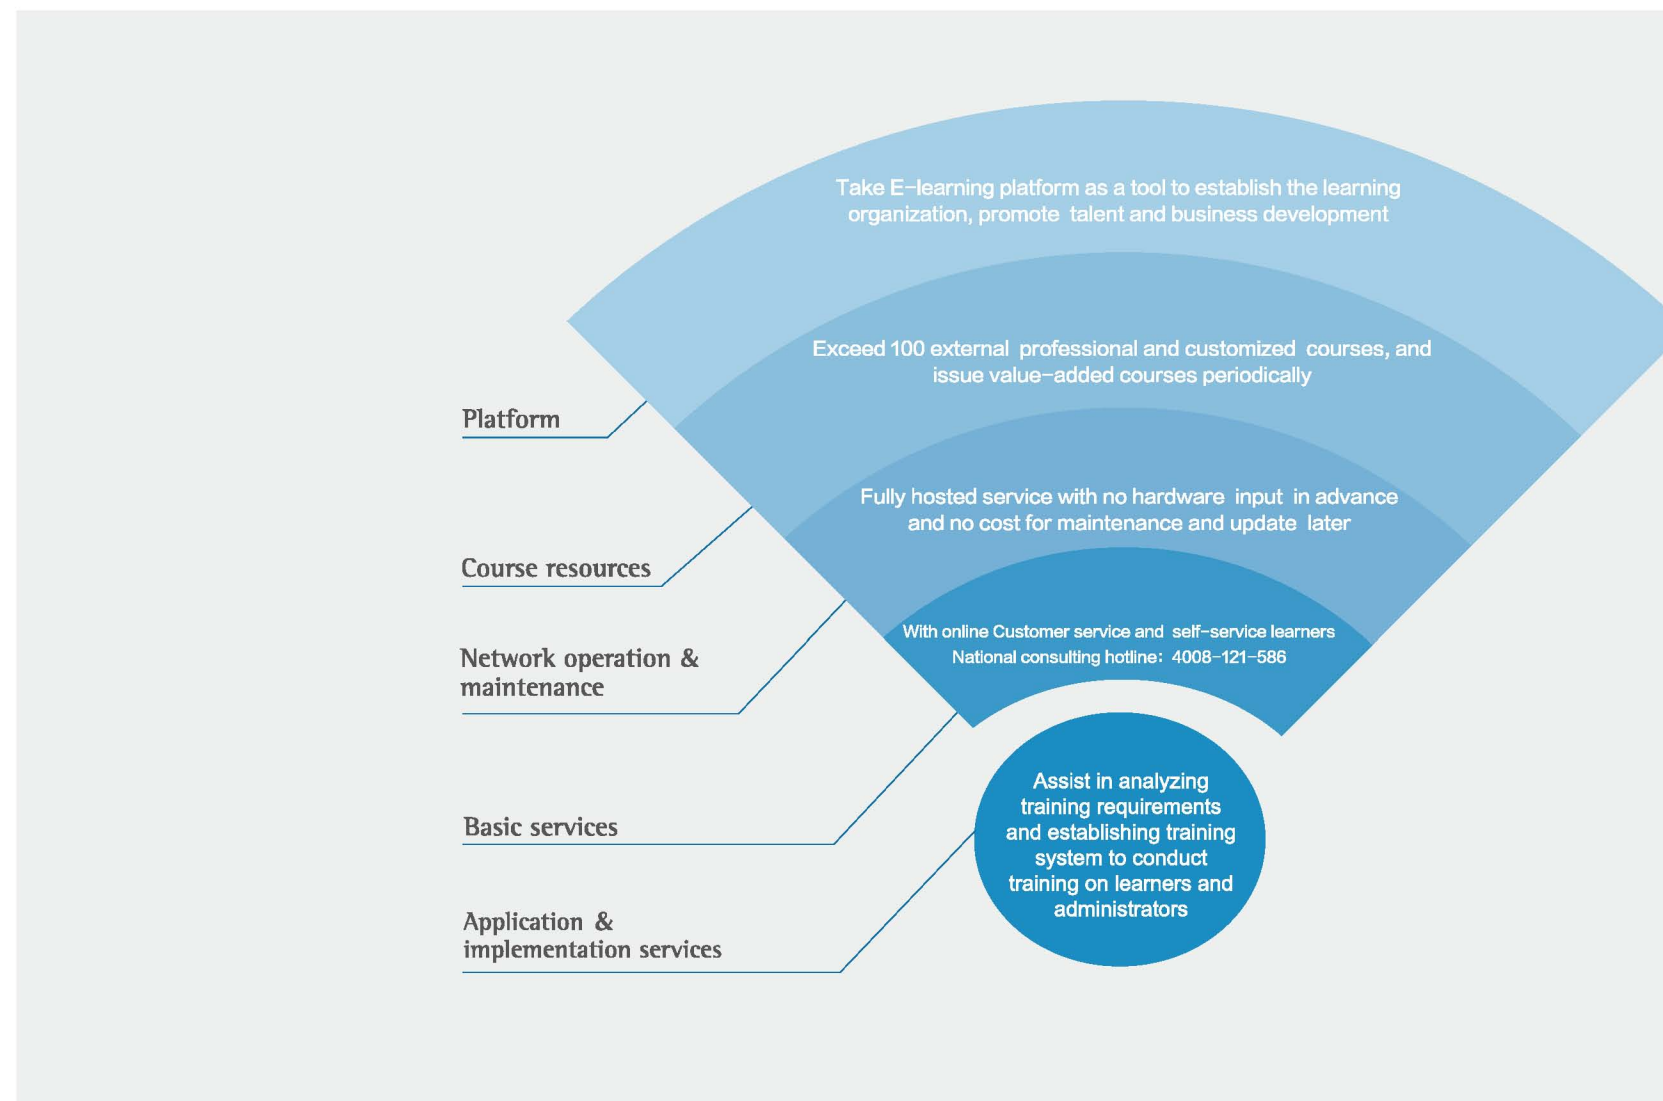 Take E-learning platform as a tool to establish the learning
organization, promote talent and business development
Exceed 100 external professional and customized courses, and
issue value-added courses periodically
Platform
Fully hosted service with no hardware input in advance
and no cost for maintenance and update later
Course resources
With online Customer service and self-service learners
National consulting hotline: 4008-121-586
Network operation &
maintenance
Assist in analyzing
training requirements
and establishing training
system to conduct
training on learners and
administrators
Basic services
Application &
implementation services